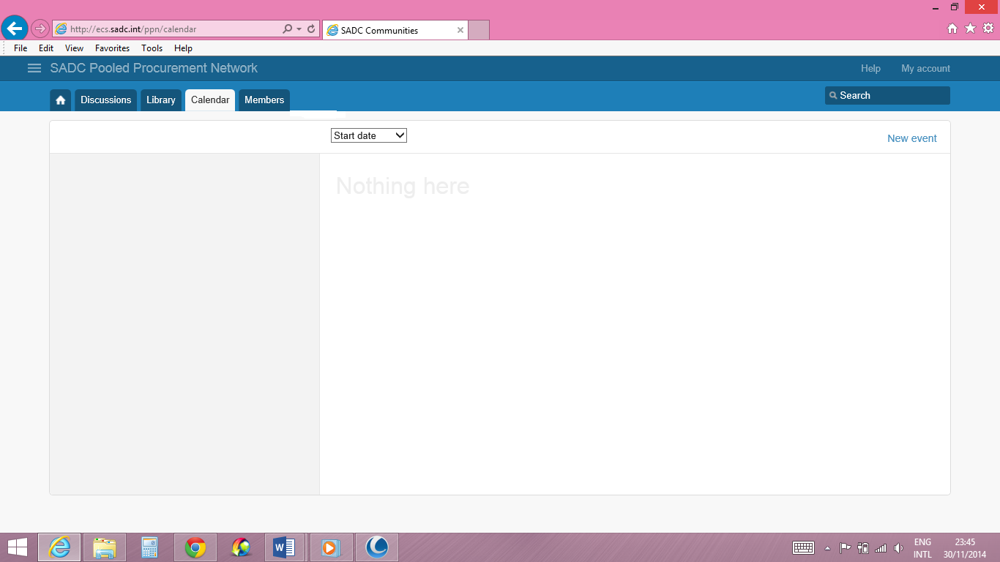 http://ecs.sadc.int/ppn/calendar
SADC Communities
File Edit View Favorites Tools Help
SADC Pooled Procurement Network
Help My account
Discussions Library Calendar Members
Search
Start date
New event
Nothing here
ENG 23:45
INTL 30/11/2014